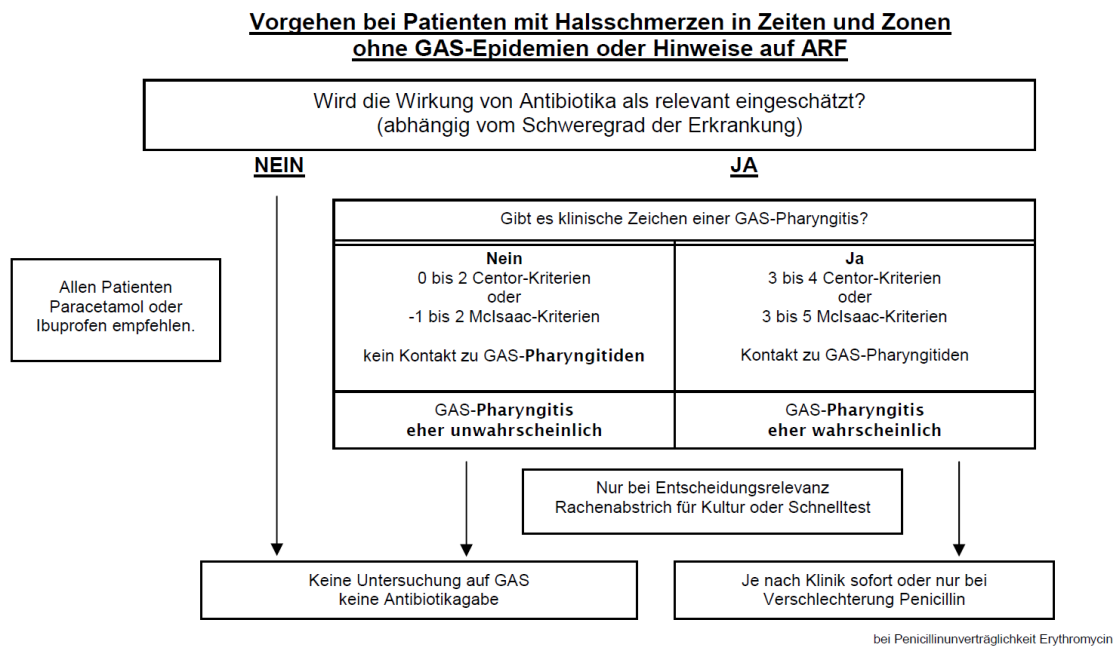 Vorgehen bei Patienten mit Halsschmerzen in Zeiten und Zonen
ohne GAS-Epidemien oder Hinweise auf ARF
Wird die Wirkung von Antibiotika als relevant eingeschätzt?
(abhängig vom Schweregrad der Erkrankung)
NEIN
JA
Gibt es klinische Zeichen einer GAS-Pharyngitis?
Nein
0 bis 2 Centor-Kriterien
oder
-1 bis 2 McIsaac-Kriterien
kein Kontakt zu GAS-Pharyngitiden
Ja
3 bis 4 Centor-Kriterien
oder
3 bis 5 McIsaac-Kriterien
Kontakt zu GAS-Pharyngitiden
Allen Patienten
Paracetamol oder
Ibuprofen empfehlen.
GAS-Pharyngitis
eher unwahrscheinlich
GAS-Pharyngitis
eher wahrscheinlich
Nur bei Entscheidungsrelevanz
Rachenabstrich für Kultur oder Schnelltest
Keine Untersuchung auf GAS
keine Antibiotikagabe
Je nach Klinik sofort oder nur bei
Verschlechterung Penicillin
bei Penicillinunverträglichkeit Erythromycin